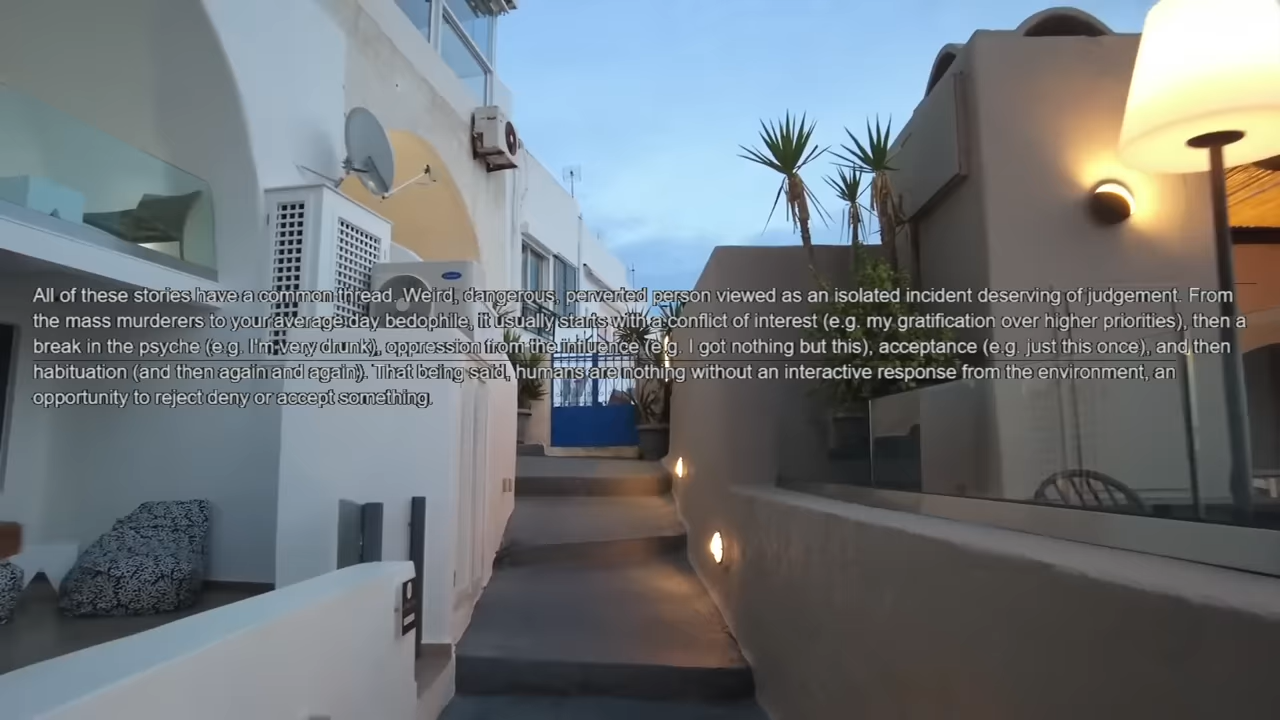 All of these stories have a common thread. Weird, dangerous, perverted person viewed as an isolated incident deserving of judgement. From
the mass murderers to your average day bedophile, it usually starts with a conflict of interest (e.g. my gratification over higher priorities), then a
break in the psyche (e.g. I'm very drunk), oppression from the influence (e.g. I got nothing but this), acceptance (e.g. just this once), and then
habituation (and then again and again). That being said, humans are nothing without an interactive response from the environment, an
opportunity to reject deny or accept something.